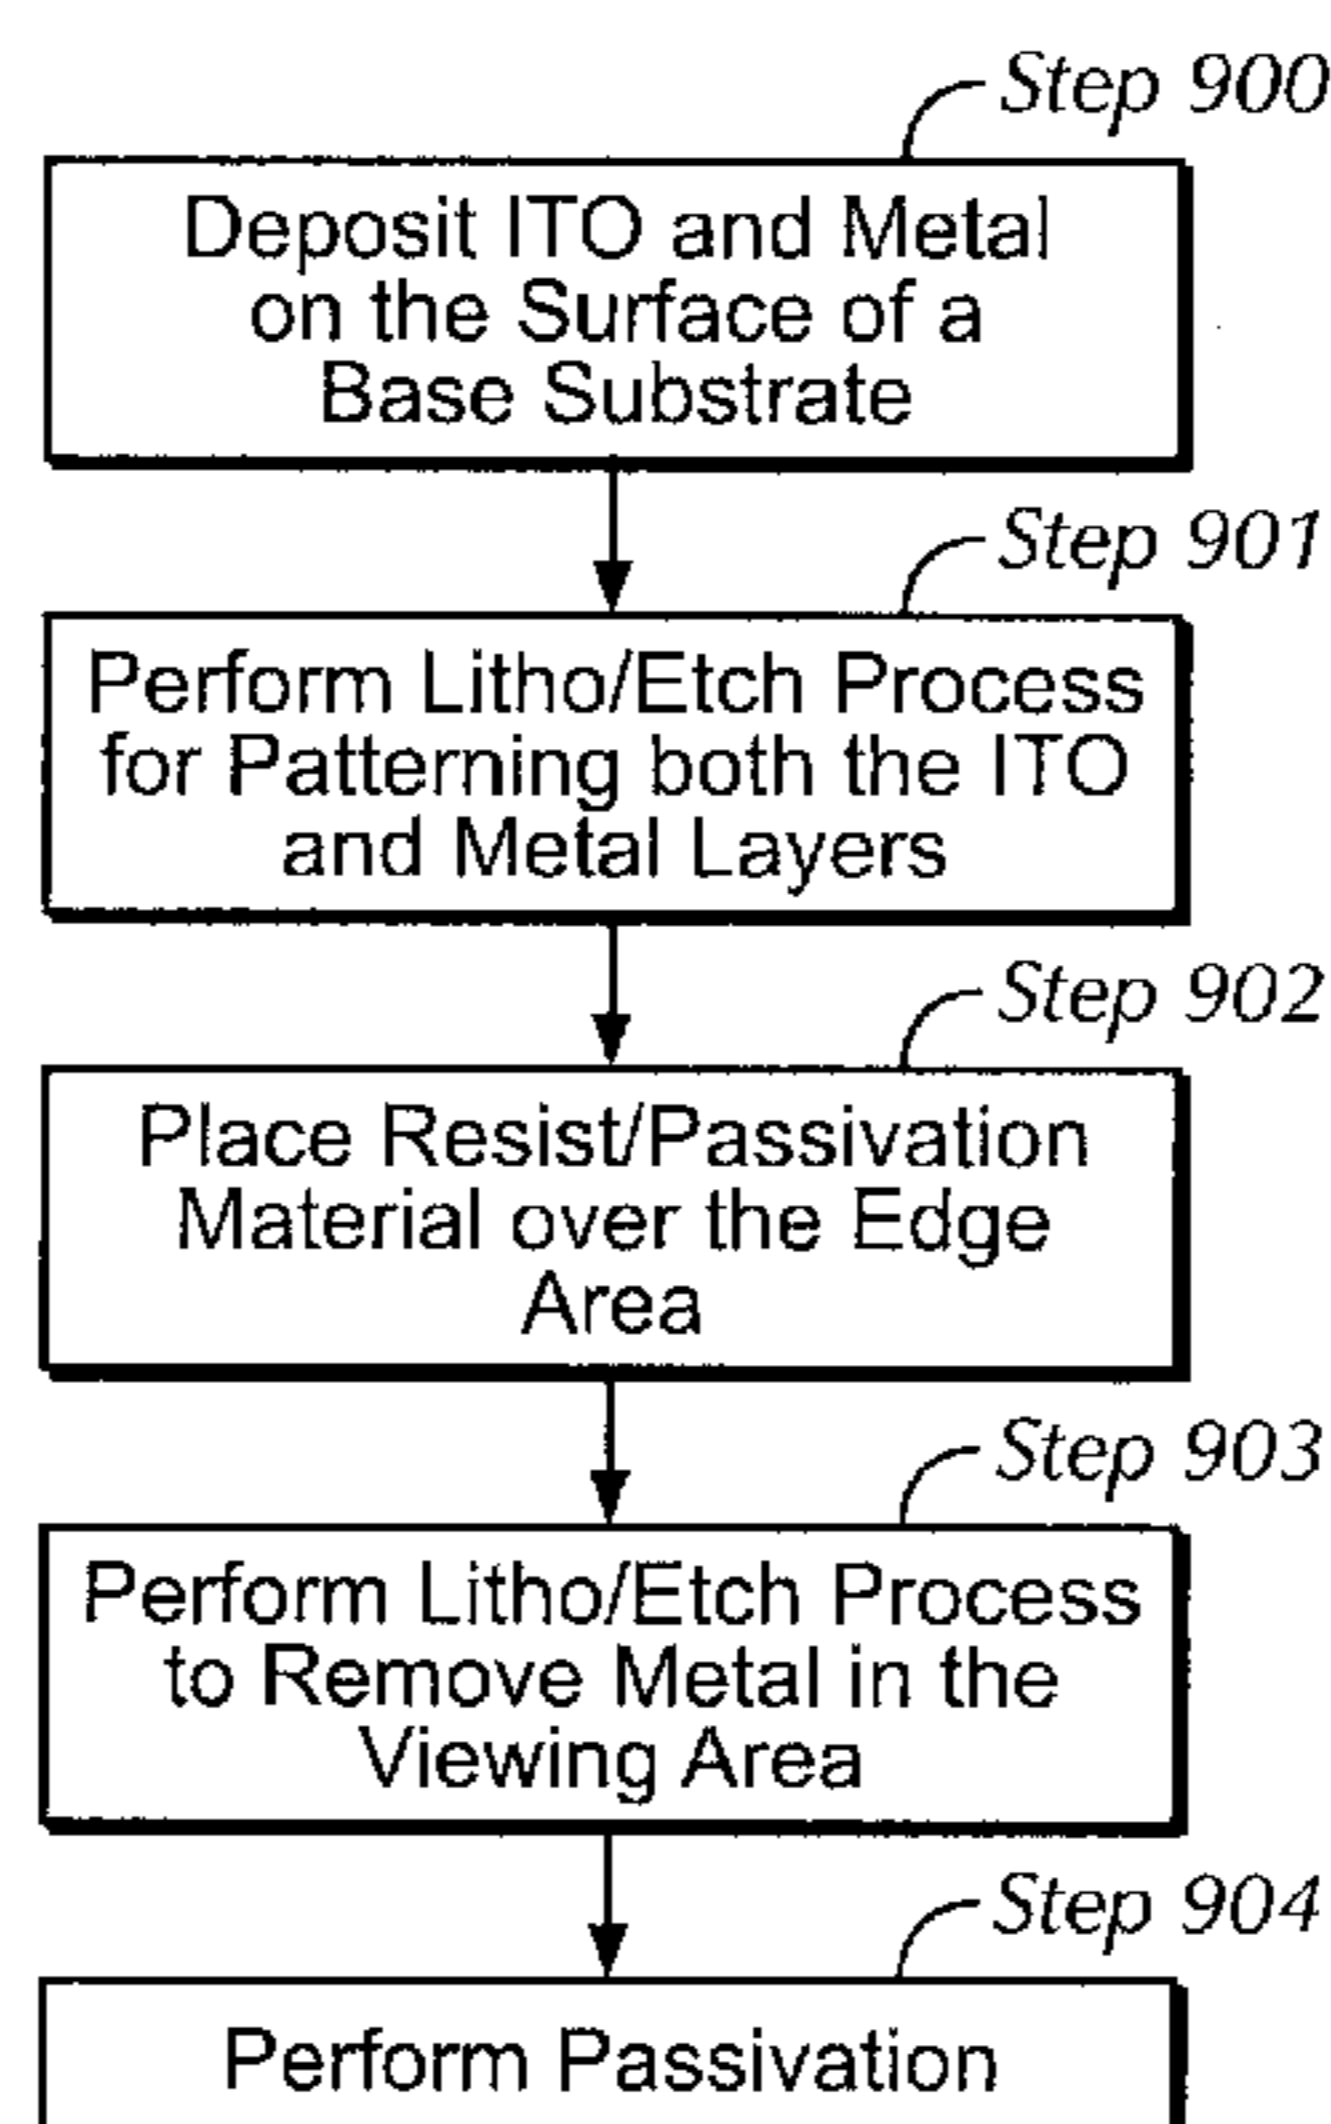 Step 900
Deposit ITO and Metal
on the Surface of a
Base Substrate
Step 901
Perform Litho/Etch Process
for Patterning both the ITO
and Metal Layers
Step 902
Place Resist/Passivation
Material over the Edge
Area
Step 903
Perform Litho/Etch Process
to Remove Metal in the
Viewing Area
Step 904
Perform Passivation